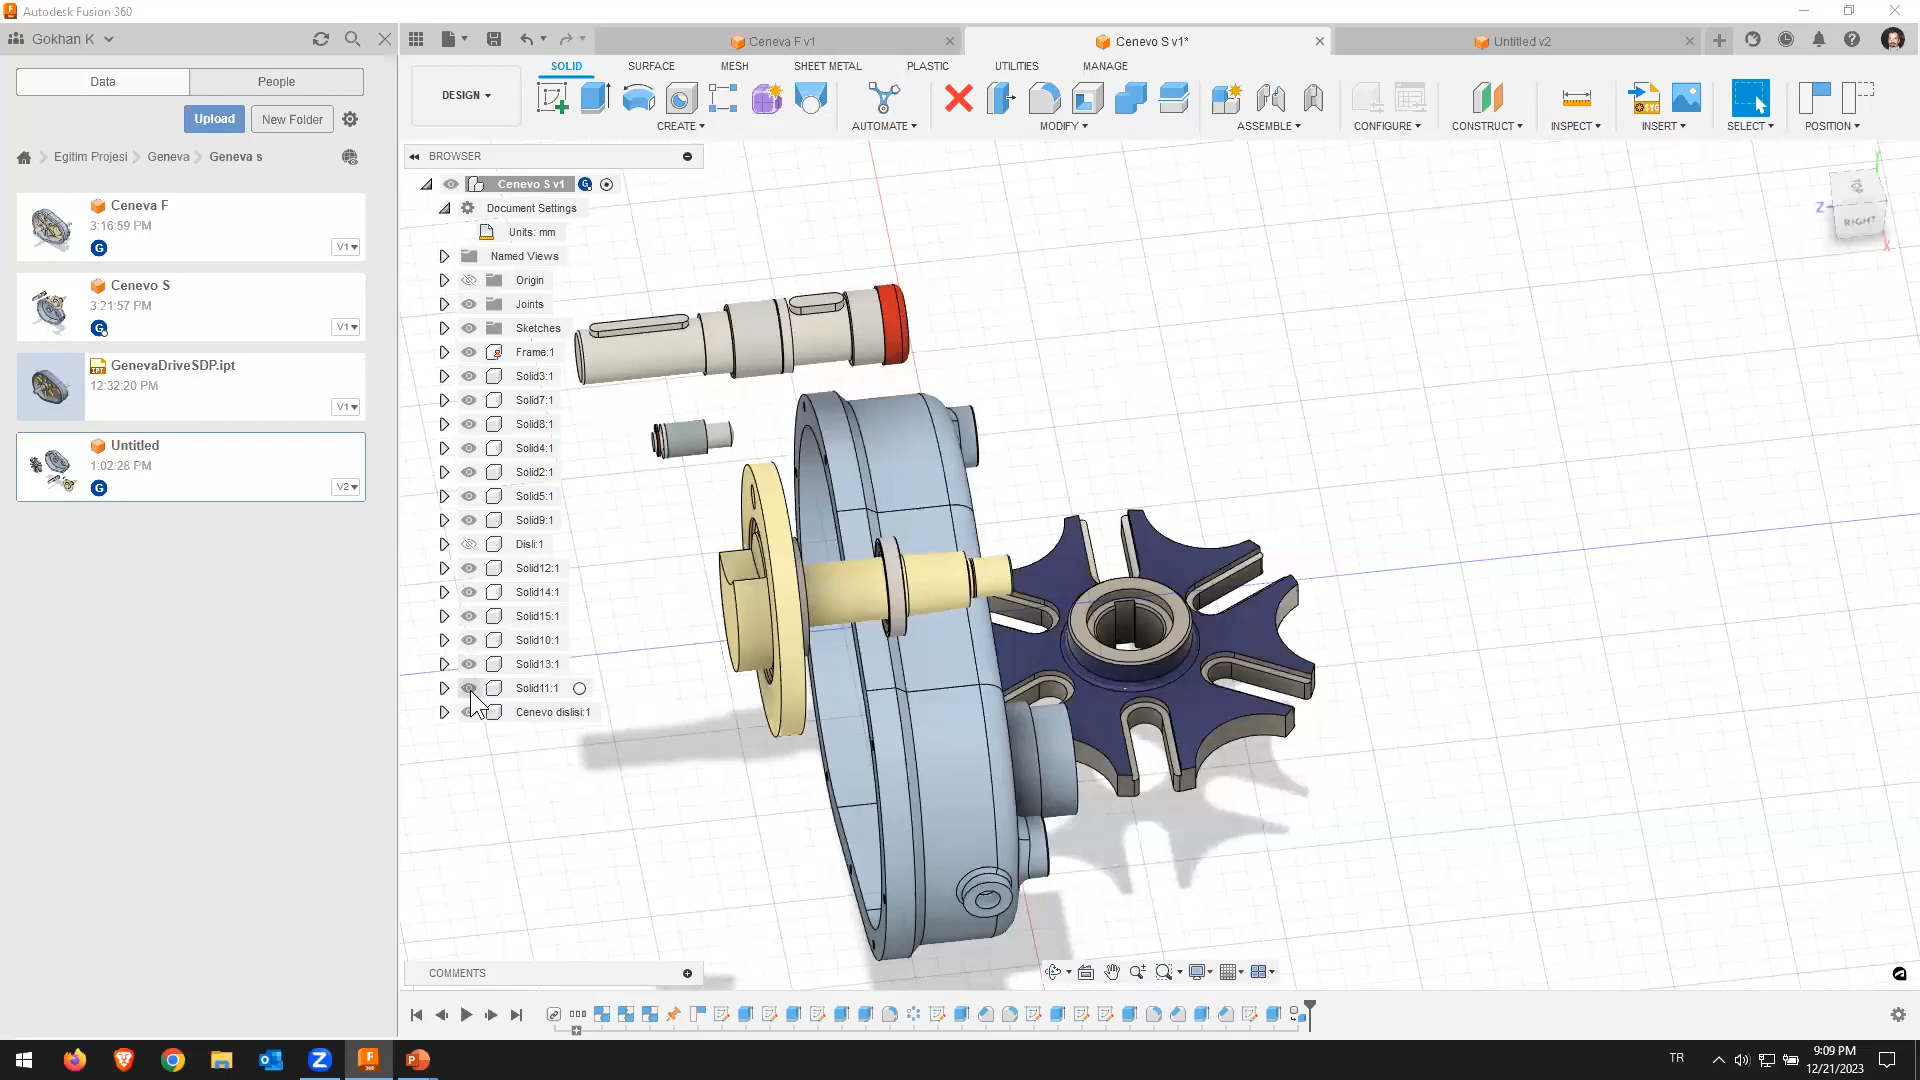 Autodesk Fusion 360
Gokhan K
Data
People
Upload
New Folder
Egitim Projesi
Geneva
Geneva s
Ceneva F
3:16:59 PM
G
V1
Cenevo S
3:21:57 PM
G
V1
GenevaDriveSDP.ipt
12:32:20 PM
V1
Untitled
1:02:28 PM
G
V2
Ceneva F v1
Cenevo S v1*
Untitled v2
SOLID
SURFACE
MESH
SHEET METAL
PLASTIC
UTILITIES
MANAGE
DESIGN
CREATE
AUTOMATE
MODIFY
ASSEMBLE
CONFIGURE
CONSTRUCT
INSPECT
INSERT
SELECT
POSITION
BROWSER
Cenevo S v1
G
Document Settings
Units: mm
Named Views
Origin
Joints
Sketches
Frame:1
Solid3:1
Solid7:1
Solid8:1
Solid4:1
Solid2:1
Solid5:1
Solid9:1
Disli:1
Solid12:1
Solid14:1
Solid15:1
Solid10:1
Solid13:1
Solid11:1
Cenevo dislisi:1
TOP
RIGHT
Z
X
Y
COMMENTS
TR
9:09 PM
12/21/2023